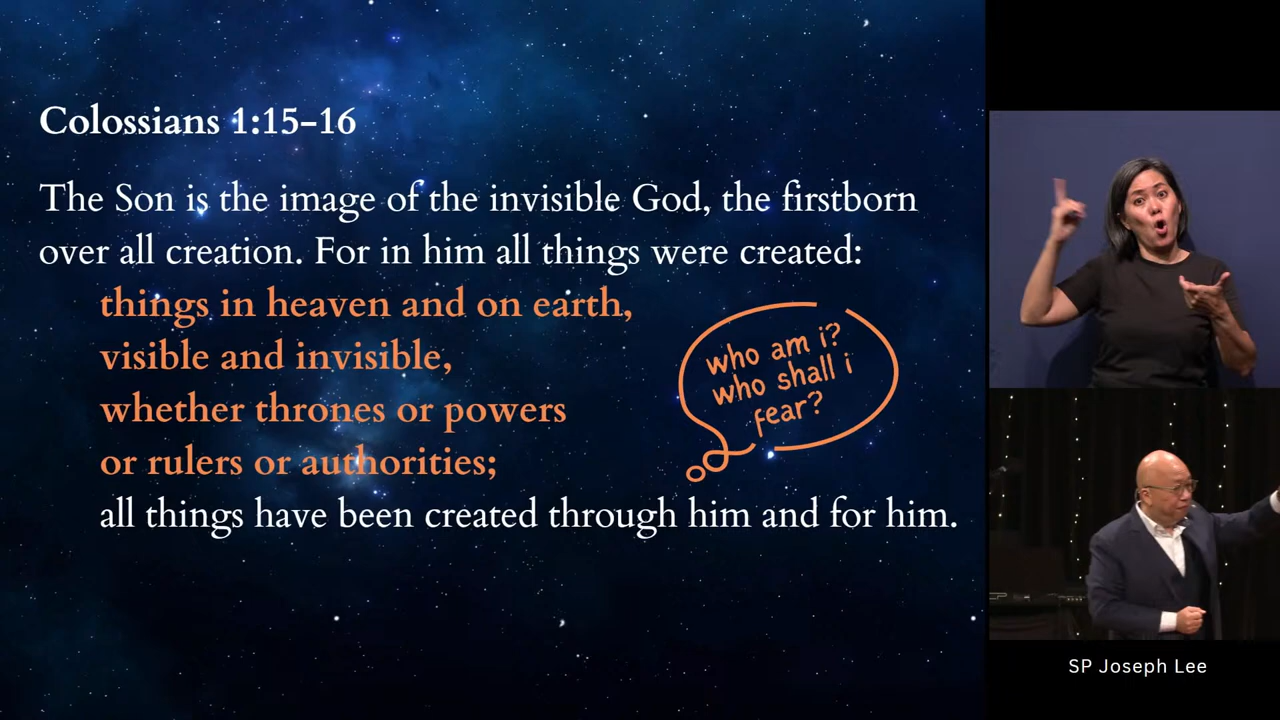 Colossians 1:15-16
The Son is the image of the invisible God, the firstborn
over all creation. For in him all things were created:
things in heaven and on earth,
visible and invisible,
whether thrones or powers
or rulers or authorities;
all things have been created through him and for him.
who am i?
who shall i
fear?
SP Joseph Lee